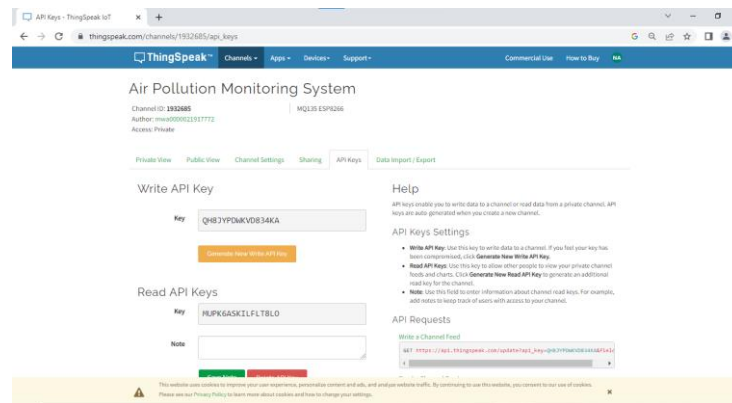 API Keys - ThingSpeak IoT
thingspeak.com/channels/1932685/api_keys
ThingSpeak™ Channels Apps Devices Support Commercial Use How to Buy NA
Air Pollution Monitoring System
Channel ID: 1932685
MQ135 ESP8266
Author: mwa0000021937772
Access: Private
Private View Public View Channel Settings Sharing API Keys Data Import / Export
Write API Key
Key
QH8JYPDWKVD834KA
Generate New Write API Key
Read API Keys
Key
MUPK6ASKILFLT8LO
Note
Help
API keys enable you to write data to a channel or read data from a private channel. API
keys are auto-generated when you create a new channel.
API Keys Settings
• Write API Key: Use this key to write data to a channel. If you feel your key has
been compromised, click Generate New Write API Key.
• Read API Keys: Use this key to allow other people to view your private channel
feeds and charts. Click Generate New Read API Key to generate an additional
read key for the channel.
• Note: Use this field to enter information about channel read keys. For example,
add notes to keep track of users with access to your channel.
API Requests
Write a Channel Feed
GET https://api.thingspeak.com/update?api_key=QH8JYPDWKVD834KA&field
This website uses cookies to improve your user experience, personalize content and ads, and analyze website traffic. By continuing to use this website, you consent to our use of cookies.
Please see our Privacy Policy to learn more about cookies and how to change your settings.